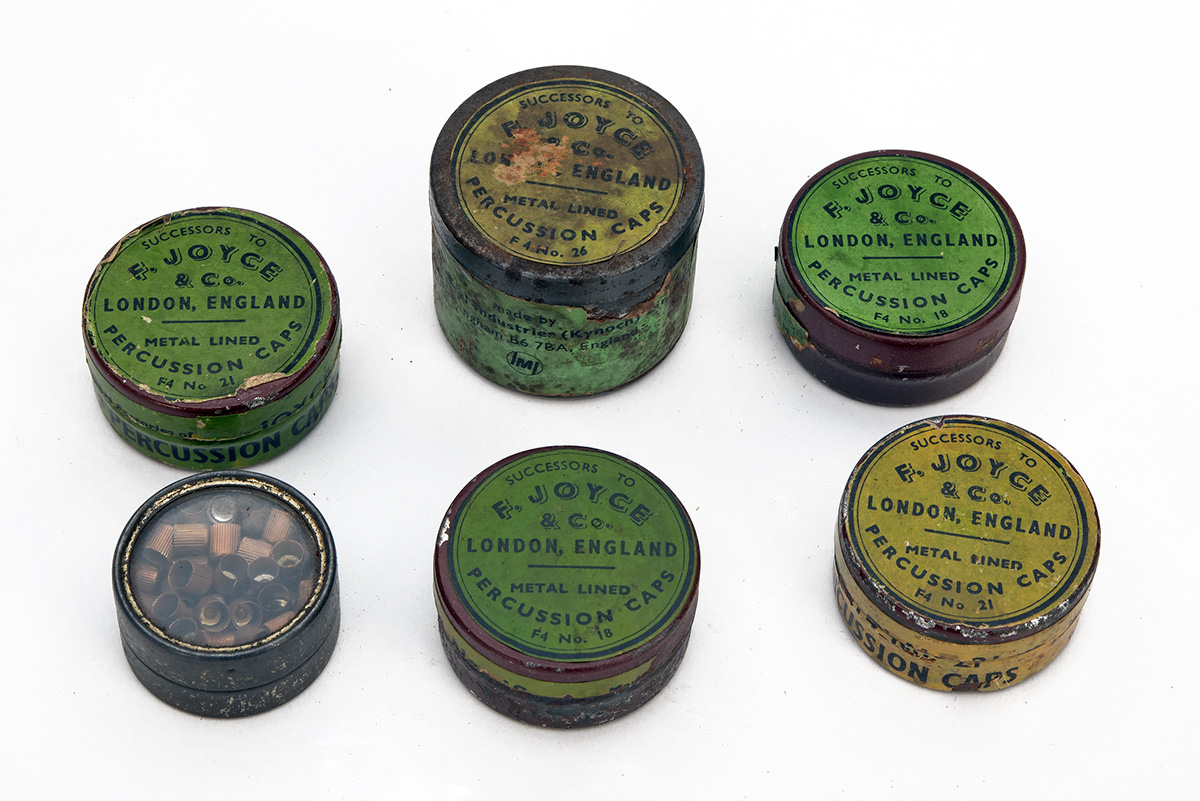 SUCCESSORS TO
F. JOYCE
& Co.
LONDON, ENGLAND
METAL LINED
PERCUSSION CAPS
F4 No. 21
PERCUSSION
SUCCESSORS TO
F. JOYCE
& Co.
ENGLAND
METAL LINED
PERCUSSION CAPS
F4 No. 26
made by
Industries (Kynoch)
B6 7BA, England
IMI
SUCCESSORS TO
F. JOYCE
& Co.
LONDON, ENGLAND
METAL LINED
PERCUSSION CAPS
F4 No. 18
SUCCESSORS TO
F. JOYCE
& Co.
LONDON, ENGLAND
METAL LINED
PERCUSSION CAPS
F4 No. 18
SUCCESSORS TO
F. JOYCE
& Co.
LONDON, ENGLAND
METAL LINED
PERCUSSION CAPS
F4 No. 21
CAPS